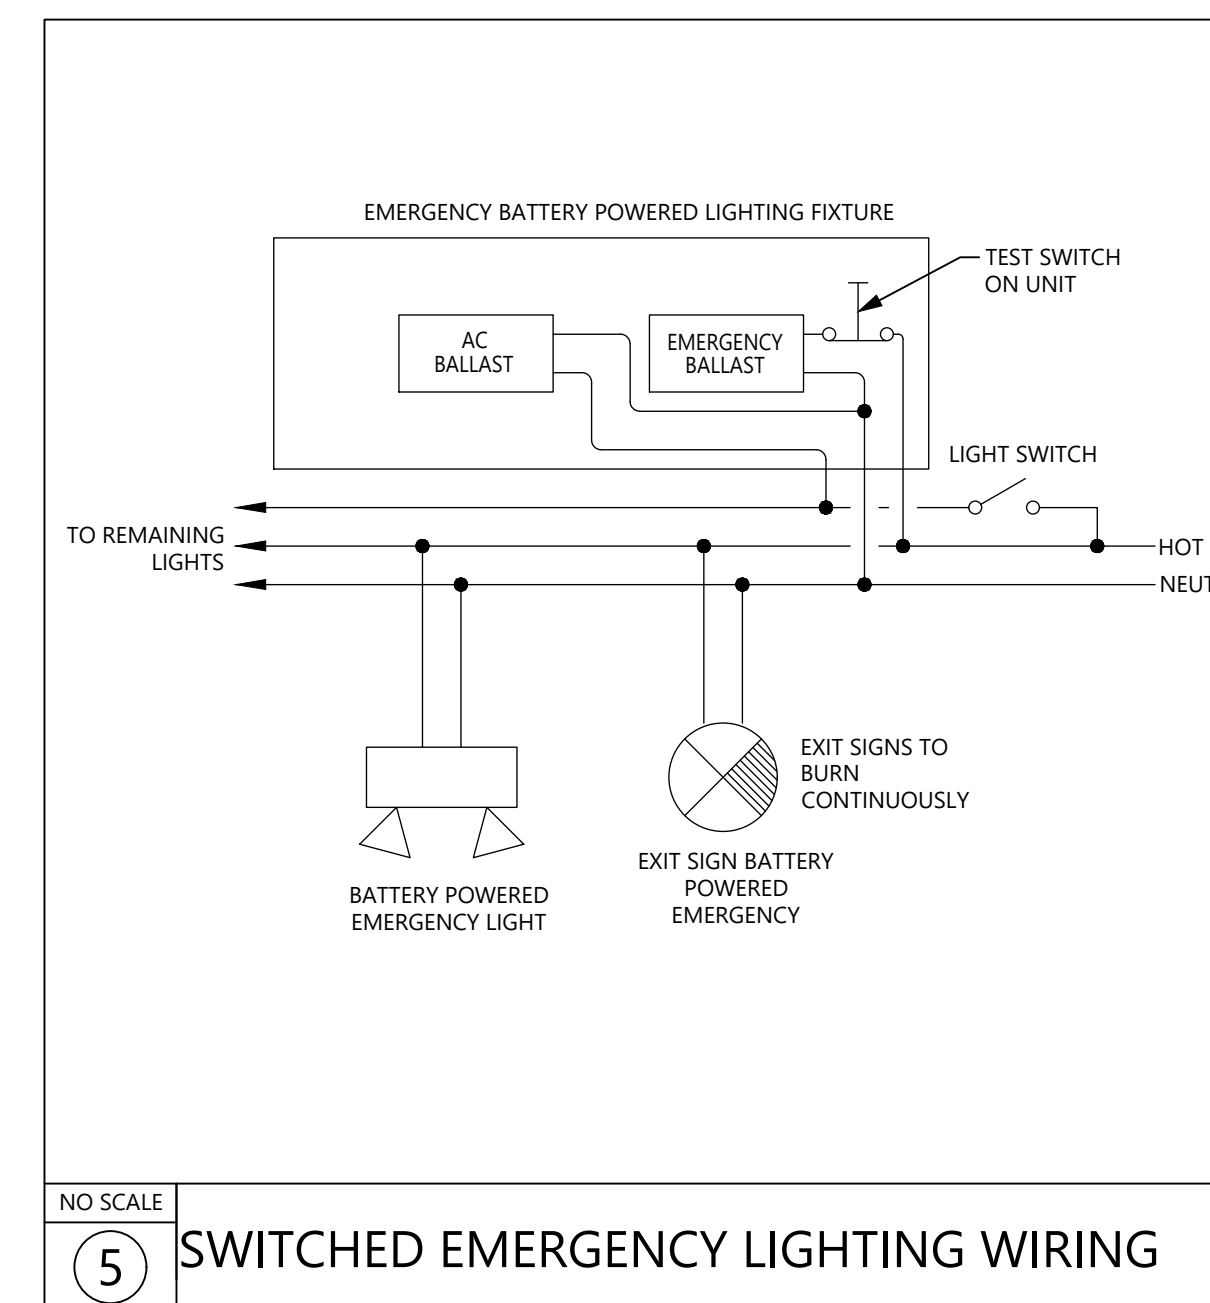 EMERGENCY BATTERY POWERED LIGHTING FIXTURE
TEST SWITCH
ON UNIT
AC
BALLAST
EMERGENCY
BALLAST
LIGHT SWITCH
TO REMAINING
LIGHTS
HOT
NEUT
EXIT SIGNS TO
BURN
CONTINUOUSLY
EXIT SIGN BATTERY
POWERED
EMERGENCY
BATTERY POWERED
EMERGENCY LIGHT
NO SCALE
5
SWITCHED EMERGENCY LIGHTING WIRING